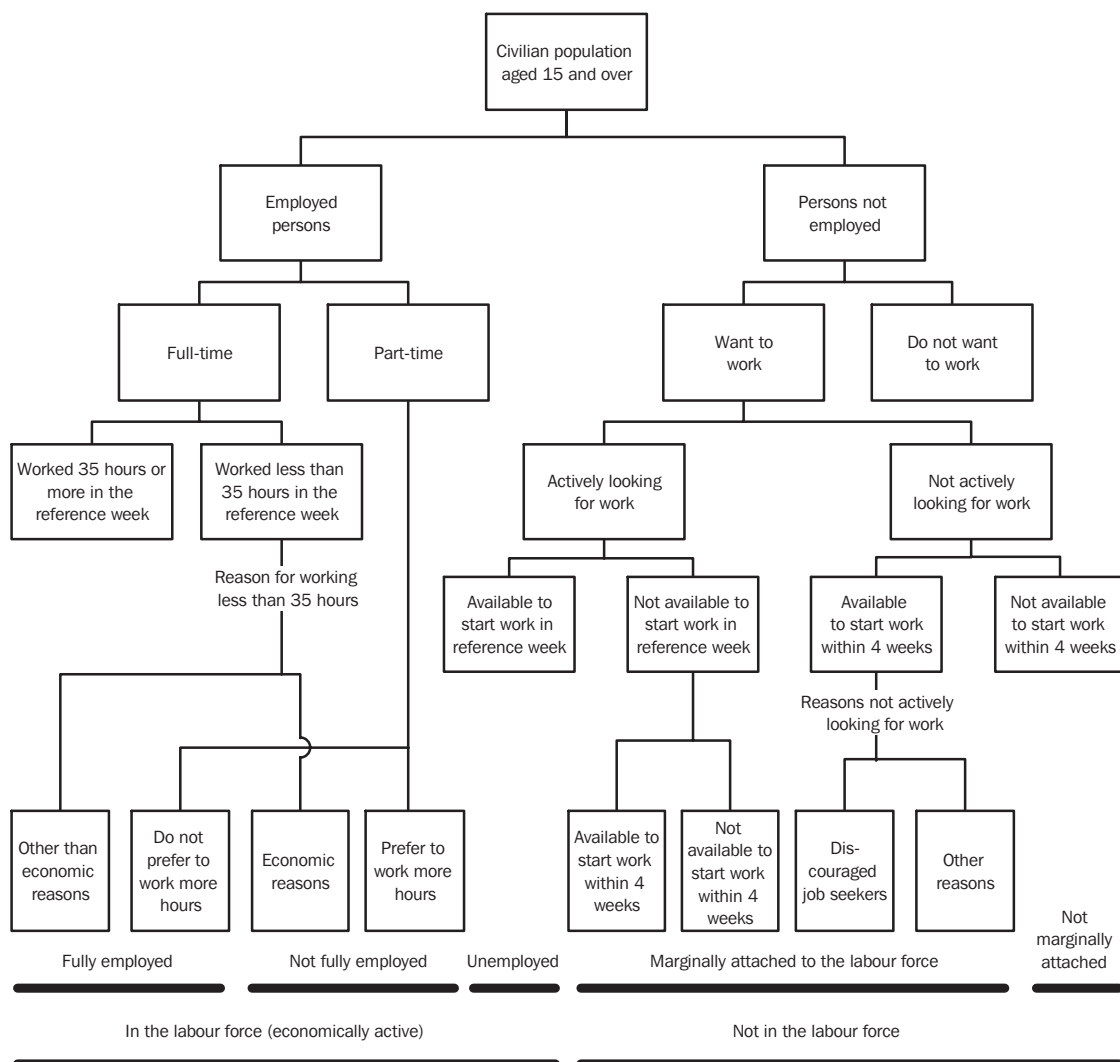 Civilian population
aged 15 and over
Employed
persons
Persons not
employed
Full-time
Part-time
Want to
work
Do not want
to work
Worked 35 hours or
more in the
reference week
Worked less than
35 hours in the
reference week
Actively looking
for work
Not actively
looking for work
Reason for working
less than 35 hours
Available to
start work in
reference week
Not available to
start work in
reference week
Available
to start work
within 4 weeks
Not available
to start work
within 4 weeks
Reasons not actively
looking for work
Other than
economic
reasons
Do not
prefer to
work more
hours
Economic
reasons
Prefer to
work more
hours
Available to
start work
within 4
weeks
Not
available to
start work
within 4
weeks
Dis-
couraged
job seekers
Other
reasons
Fully employed
Not fully employed
Unemployed
Marginally attached to the labour force
Not
marginally
attached
In the labour force (economically active)
Not in the labour force